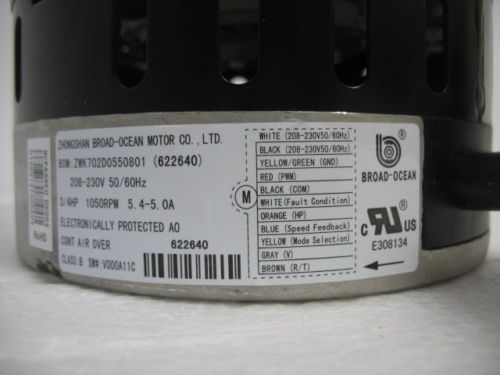 ZHONGSHAN BROAD-OCEAN MOTOR CO., LTD.
BOM:ZWK702D0550801 (622640)
208-230V 50/60Hz
3/4HP 1050RPM 5.4-5.0A
ELECTRONICALLY PROTECTED AO
CONT AIR OVER
622640
CLASS B SW#:V000A11C
M
WHITE (208-230V50/60Hz)
BLACK (208-230V50/60Hz)
YELLOW/GREEN (GND)
RED (PWM)
BLACK (COM)
WHITE(Fault Condition)
ORANGE (HP)
BLUE (Speed Feedback)
YELLOW (Mode Selection)
GRAY (V)
BROWN (R/T)
BROAD-OCEAN
C US
E308134